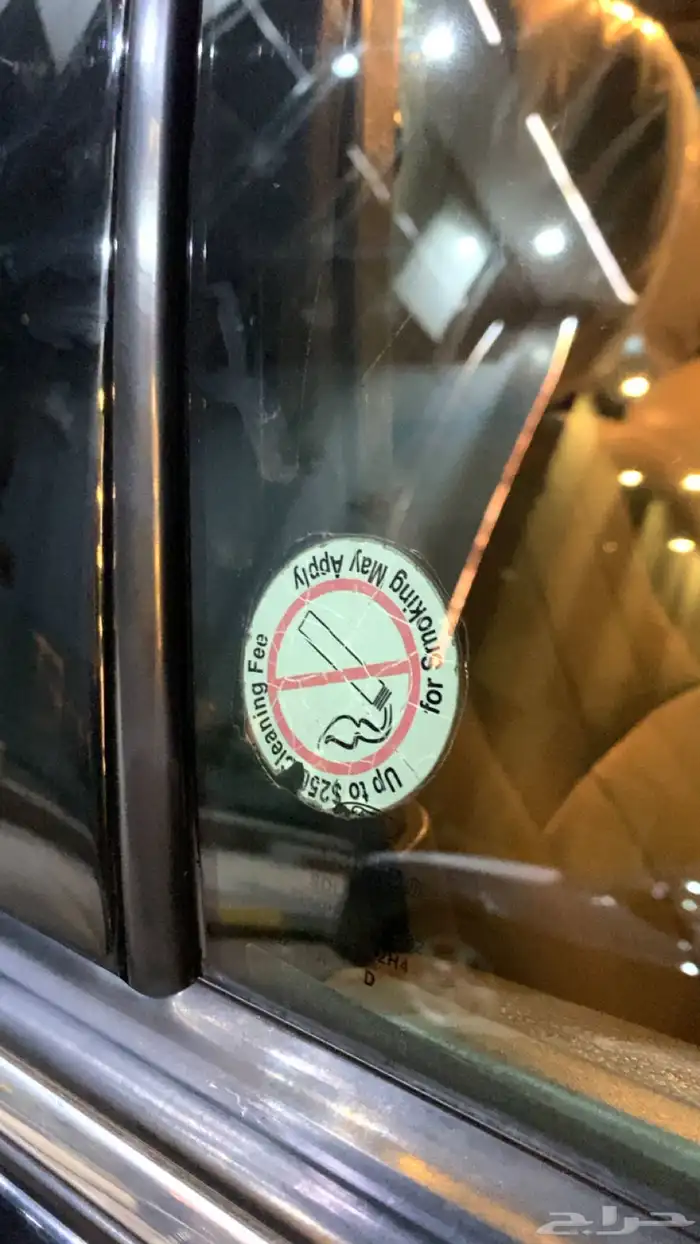 Up to $250 Cleaning Fee
for Smoking May Apply
D
حراج